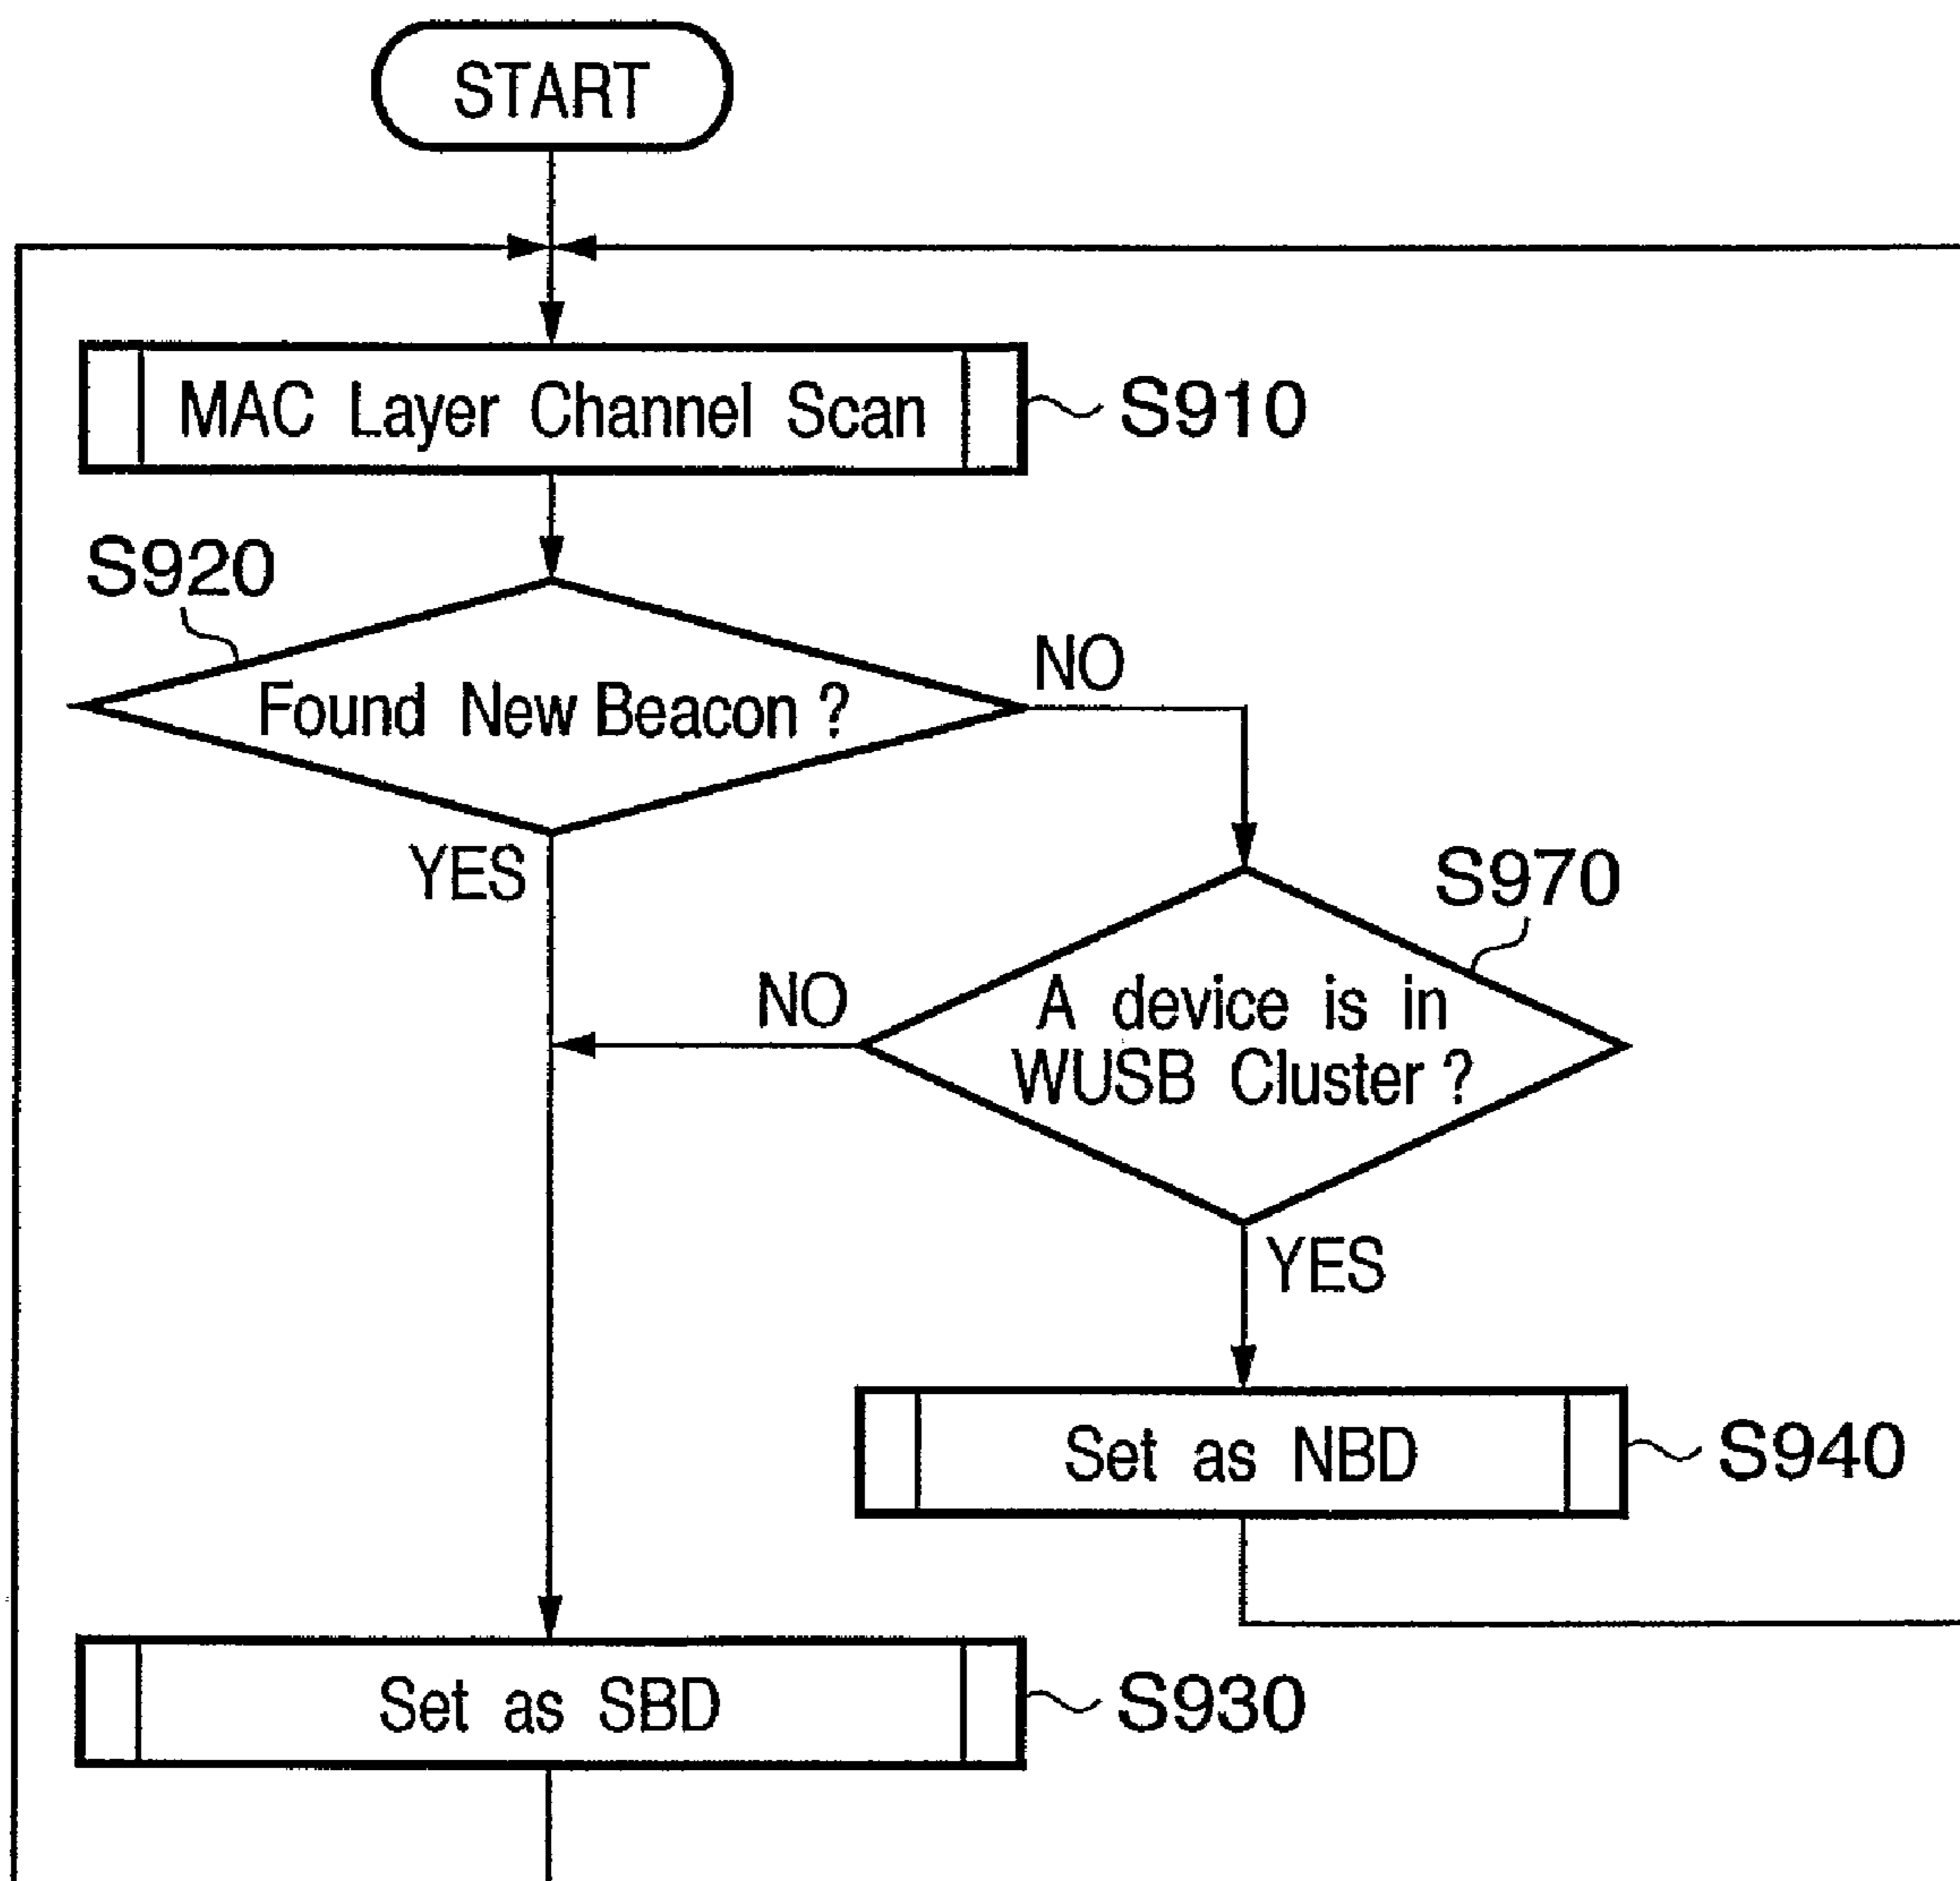 START
MAC Layer Channel Scan
S910
S920
Found New Beacon ?
NO
YES
S970
NO
A device is in
WUSB Cluster ?
YES
Set as NBD
S940
Set as SBD
S930